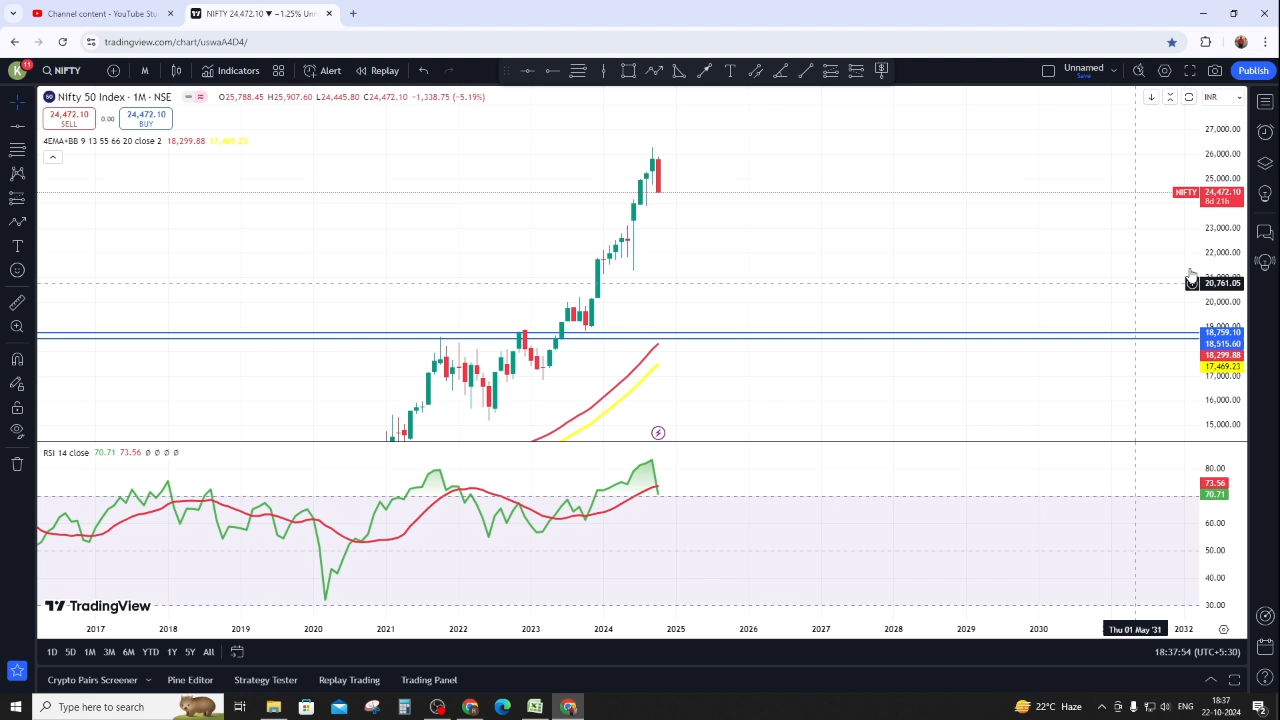 Channel content - YouTube Stu
NIFTY 24,472.10 ▼ −1.25% Unn
tradingview.com/chart/uswaA4D4/
K
11
NIFTY
M
Indicators
Alert
Replay
Unnamed
Save
Publish
50
Nifty 50 Index · 1M · NSE
O25,788.45 H25,907.60 L24,445.80 C24,472.10 −1,338.75 (−5.19%)
INR
24,472.10
SELL
0.00
24,472.10
BUY
4EMA+BB 9 13 55 66 20 close 2 18,299.88 17,469.23
27,000.00
26,000.00
25,000.00
NIFTY
24,472.10
8d 21h
23,000.00
22,000.00
21,000.00
20,761.05
20,000.00
19,000.00
18,759.10
18,515.60
18,299.88
17,469.23
17,000.00
16,000.00
15,000.00
RSI 14 close 70.71 73.56 ∅ ∅ ∅ ∅
80.00
73.56
70.71
60.00
50.00
40.00
30.00
TradingView
2017 2018 2019 2020 2021 2022 2023 2024 2025 2026 2027 2028 2029 2030 Thu 01 May '31 2032
1D 5D 1M 3M 6M YTD 1Y 5Y All
18:37:54 (UTC+5:30)
Crypto Pairs Screener Pine Editor Strategy Tester Replay Trading Trading Panel
Type here to search
22°C Haze
ENG
18:37
22-10-2024
2